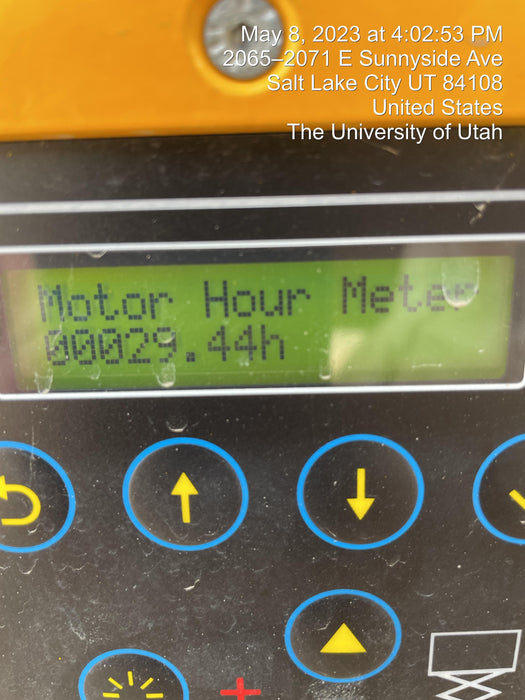 May 8, 2023 at 4:02:53 PM
2065–2071 E Sunnyside Ave
Salt Lake City UT 84108
United States
The University of Utah
Motor Hour Meter
00029.44h